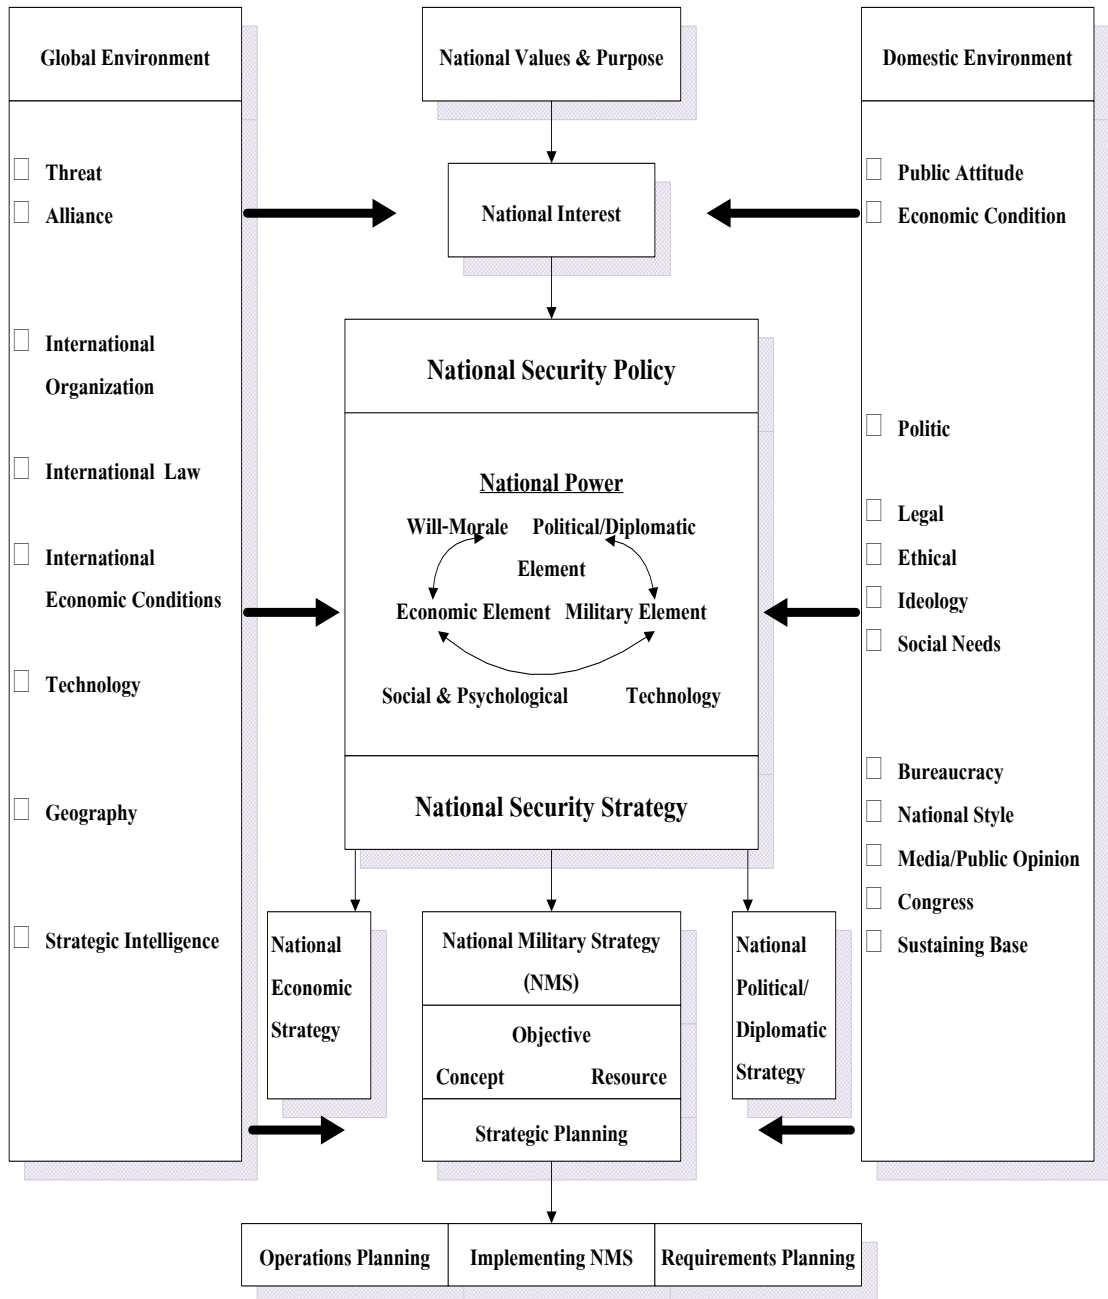 Global Environment
Threat
Alliance
International
Organization
International Law
International
Economic Conditions
Technology
Geography
Strategic Intelligence
National Values & Purpose
National Interest
National Security Policy
National Power
Will-Morale
Political/Diplomatic
Element
Economic Element
Military Element
Social & Psychological
Technology
National Security Strategy
National
Economic
Strategy
National Military Strategy
(NMS)
Objective
Concept
Resource
Strategic Planning
National
Political/
Diplomatic
Strategy
Operations Planning
Implementing NMS
Requirements Planning
Domestic Environment
Public Attitude
Economic Condition
Politic
Legal
Ethical
Ideology
Social Needs
Bureaucracy
National Style
Media/Public Opinion
Congress
Sustaining Base